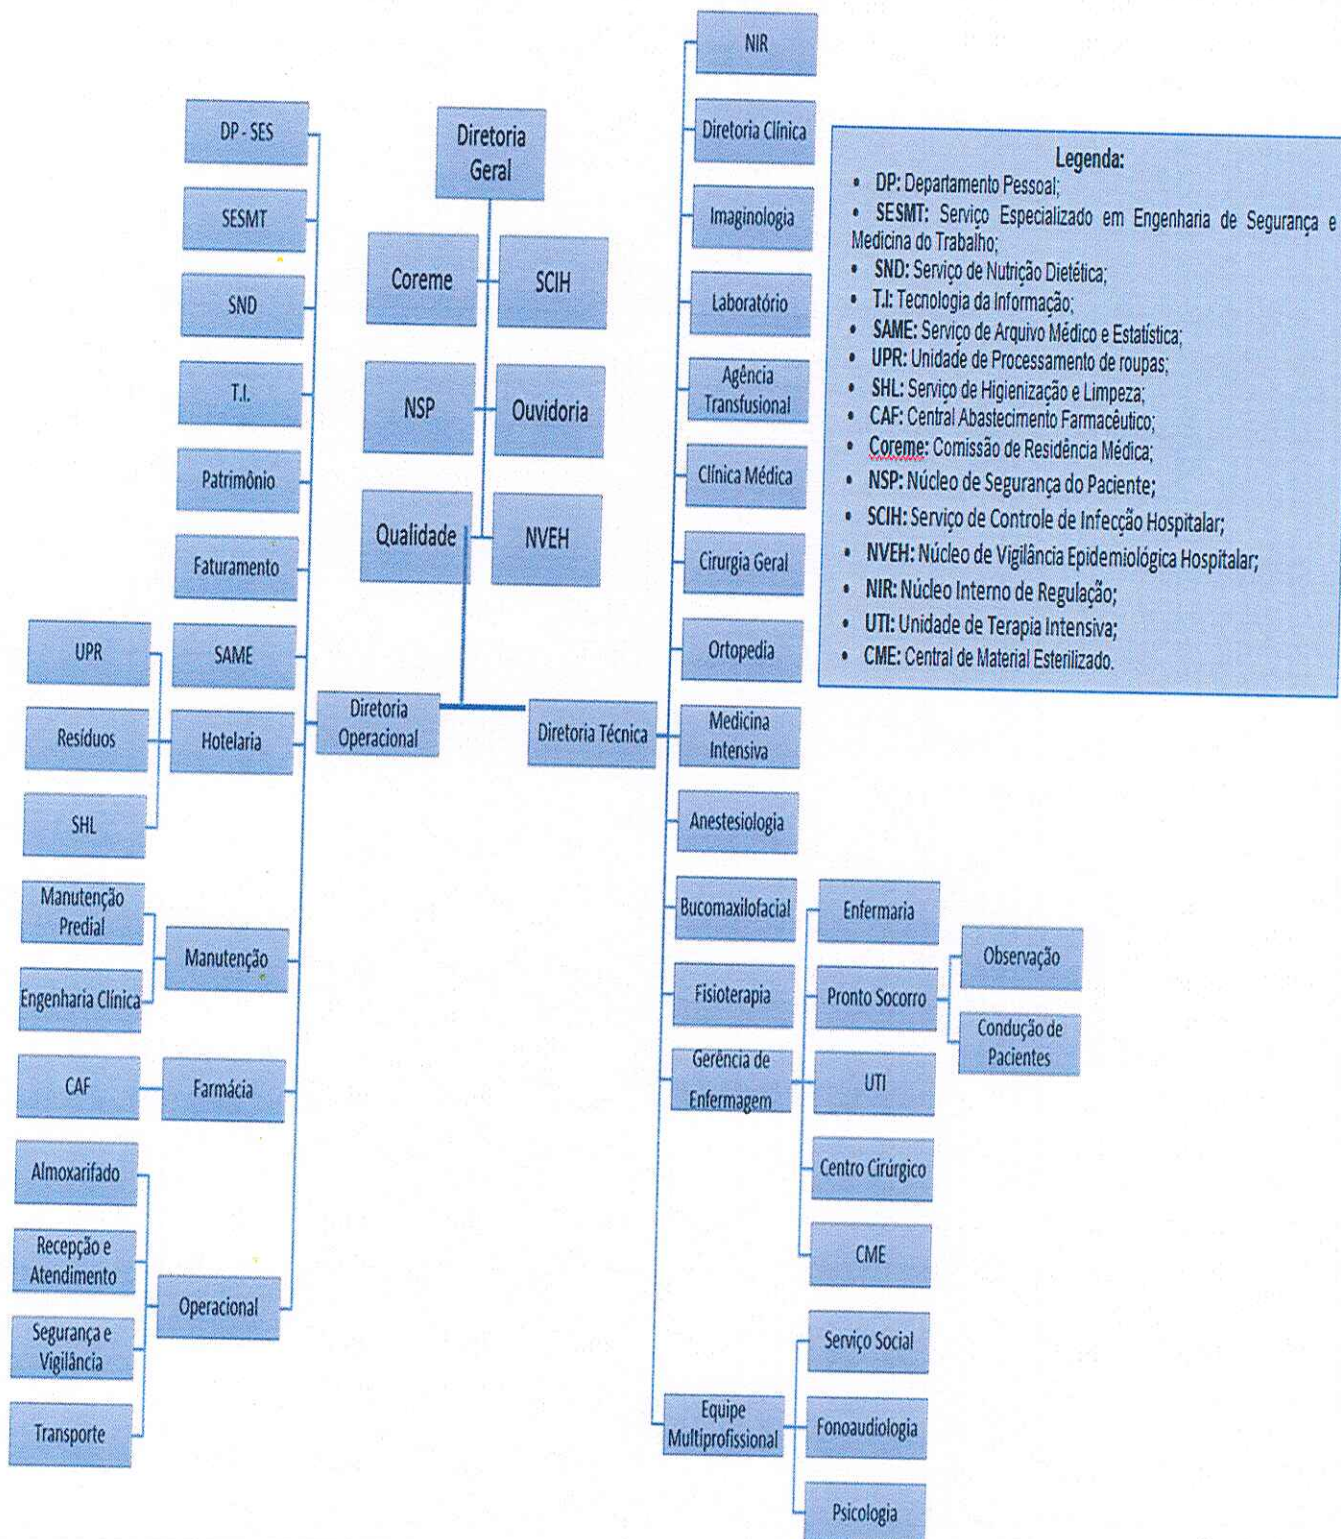 Diretoria
Geral
Coreme
SCIH
NSP
Ouvidoria
Qualidade
NVEH
Diretoria
Operacional
Diretoria Técnica
DP - SES
SESMT
SND
T.I.
Patrimônio
Faturamento
SAME
Hotelaria
UPR
Resíduos
SHL
Manutenção
Manutenção
Predial
Engenharia Clínica
Farmácia
CAF
Operacional
Almoxarifado
Recepção e
Atendimento
Segurança e
Vigilância
Transporte
NIR
Diretoria Clínica
Imaginologia
Laboratório
Agência
Transfusional
Clínica Médica
Cirurgia Geral
Ortopedia
Medicina
Intensiva
Anestesiologia
Bucomaxilofacial
Fisioterapia
Gerência de
Enfermagem
Enfermaria
Pronto Socorro
Observação
Condução de
Pacientes
UTI
Centro Cirúrgico
CME
Equipe
Multiprofissional
Serviço Social
Fonoaudiologia
Psicologia
Legenda:
• DP: Departamento Pessoal;
• SESMT: Serviço Especializado em Engenharia de Segurança e
Medicina do Trabalho;
• SND: Serviço de Nutrição Dietética;
• T.I: Tecnologia da Informação;
• SAME: Serviço de Arquivo Médico e Estatística;
• UPR: Unidade de Processamento de roupas;
• SHL: Serviço de Higienização e Limpeza;
• CAF: Central Abastecimento Farmacêutico;
• Coreme: Comissão de Residência Médica;
• NSP: Núcleo de Segurança do Paciente;
• SCIH: Serviço de Controle de Infecção Hospitalar;
• NVEH: Núcleo de Vigilância Epidemiológica Hospitalar;
• NIR: Núcleo Interno de Regulação;
• UTI: Unidade de Terapia Intensiva;
• CME: Central de Material Esterilizado.